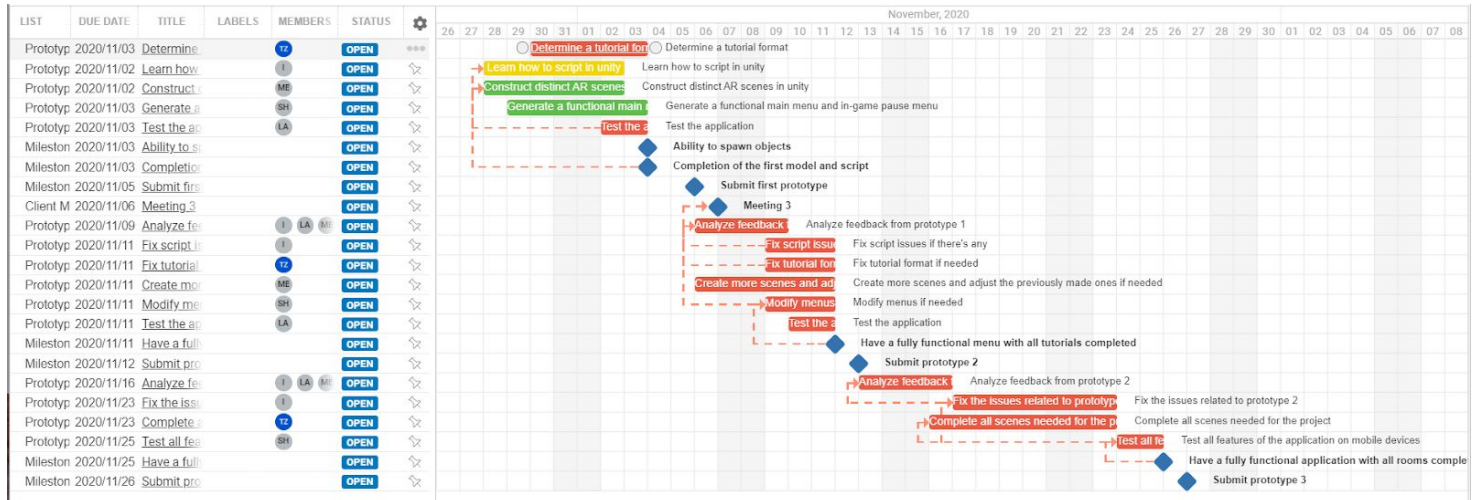 LIST DUE DATE TITLE LABELS MEMBERS STATUS November, 2020
26 27 28 29 30 31 01 02 03 04 05 06 07 08 09 10 11 12 13 14 15 16 17 18 19 20 21 22 23 24 25 26 27 28 29 30 01 02 03 04 05 06 07 08
Prototyp 2020/11/03 Determine TZ OPEN Determine a tutorial for Determine a tutorial format
Prototyp 2020/11/02 Learn how I OPEN Learn how to script in unity Learn how to script in unity
Prototyp 2020/11/02 Construct ME OPEN Construct distinct AR scenes Construct distinct AR scenes in unity
Prototyp 2020/11/03 Generate a SH OPEN Generate a functional main Generate a functional main menu and in-game pause menu
Prototyp 2020/11/03 Test the ap LA OPEN Test the a Test the application
Mileston 2020/11/03 Ability to s OPEN Ability to spawn objects
Mileston 2020/11/03 Completion OPEN Completion of the first model and script
Mileston 2020/11/05 Submit firs OPEN Submit first prototype
Client M 2020/11/06 Meeting 3 OPEN Meeting 3
Prototyp 2020/11/09 Analyze fee I LA ME OPEN Analyze feedback Analyze feedback from prototype 1
Prototyp 2020/11/11 Fix script is I OPEN Fix script issue Fix script issues if there's any
Prototyp 2020/11/11 Fix tutorial TZ OPEN Fix tutorial for Fix tutorial format if needed
Prototyp 2020/11/11 Create mor ME OPEN Create more scenes and adj Create more scenes and adjust the previously made ones if needed
Prototyp 2020/11/11 Modify men SH OPEN Modify menus Modify menus if needed
Prototyp 2020/11/11 Test the ap LA OPEN Test the a Test the application
Mileston 2020/11/11 Have a full OPEN Have a fully functional menu with all tutorials completed
Mileston 2020/11/12 Submit pro OPEN Submit prototype 2
Prototyp 2020/11/16 Analyze fee I LA ME OPEN Analyze feedback Analyze feedback from prototype 2
Prototyp 2020/11/23 Fix the issu I OPEN Fix the issues related to prototype Fix the issues related to prototype 2
Prototyp 2020/11/23 Complete a TZ OPEN Complete all scenes needed for the p Complete all scenes needed for the project
Prototyp 2020/11/25 Test all fea SH OPEN Test all fe Test all features of the application on mobile devices
Mileston 2020/11/25 Have a full OPEN Have a fully functional application with all rooms comple
Mileston 2020/11/26 Submit pro OPEN Submit prototype 3